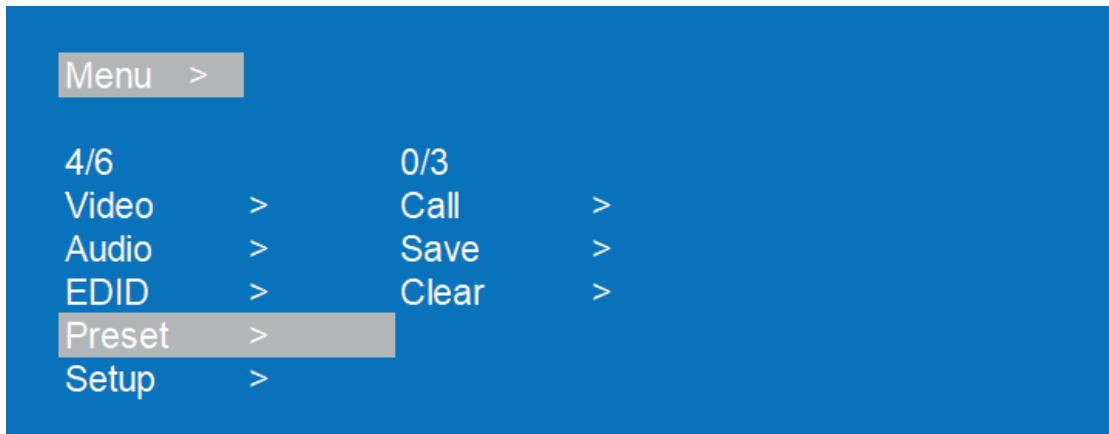 Menu >
4/6 0/3
Video > Call >
Audio > Save >
EDID > Clear >
Preset >
Setup >